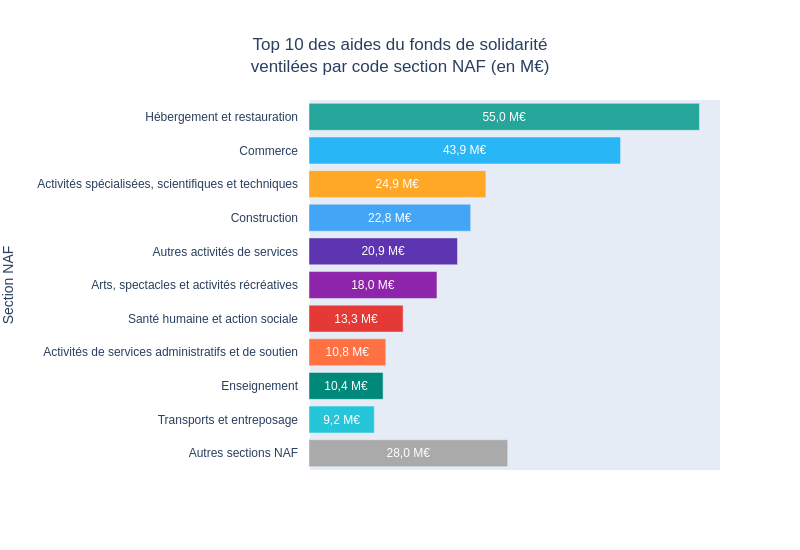 Top 10 des aides du fonds de solidarité
ventilées par code section NAF (en M€)
Section NAF
Hébergement et restauration 55,0 M€
Commerce 43,9 M€
Activités spécialisées, scientifiques et techniques 24,9 M€
Construction 22,8 M€
Autres activités de services 20,9 M€
Arts, spectacles et activités récréatives 18,0 M€
Santé humaine et action sociale 13,3 M€
Activités de services administratifs et de soutien 10,8 M€
Enseignement 10,4 M€
Transports et entreposage 9,2 M€
Autres sections NAF 28,0 M€